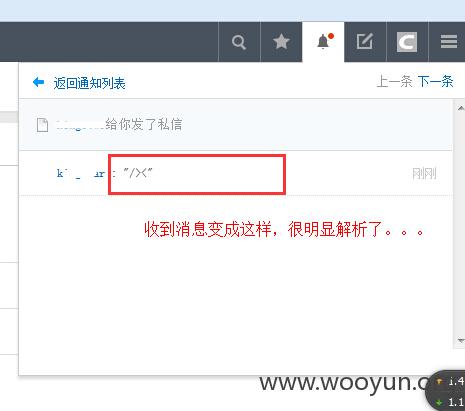 返回通知列表 上一条 下一条
给你发了私信
: "/><" 刚刚
收到消息变成这样，很明显解析了。。。
www.wooyun.
1.4
1.1